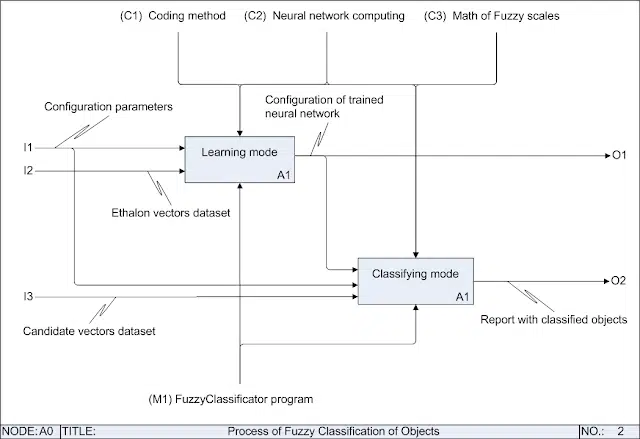 (C1) Coding method (C2) Neural network computing (C3) Math of Fuzzy scales
Configuration parameters
Configuration of trained
neural network
I1
Learning mode
O1
I2
A1
Ethalon vectors dataset
Classifying mode
O2
I3
A1
Candidate vectors dataset
Report with classified objects
(M1) FuzzyClassificator program
NODE: A0 TITLE: Process of Fuzzy Classification of Objects NO.: 2